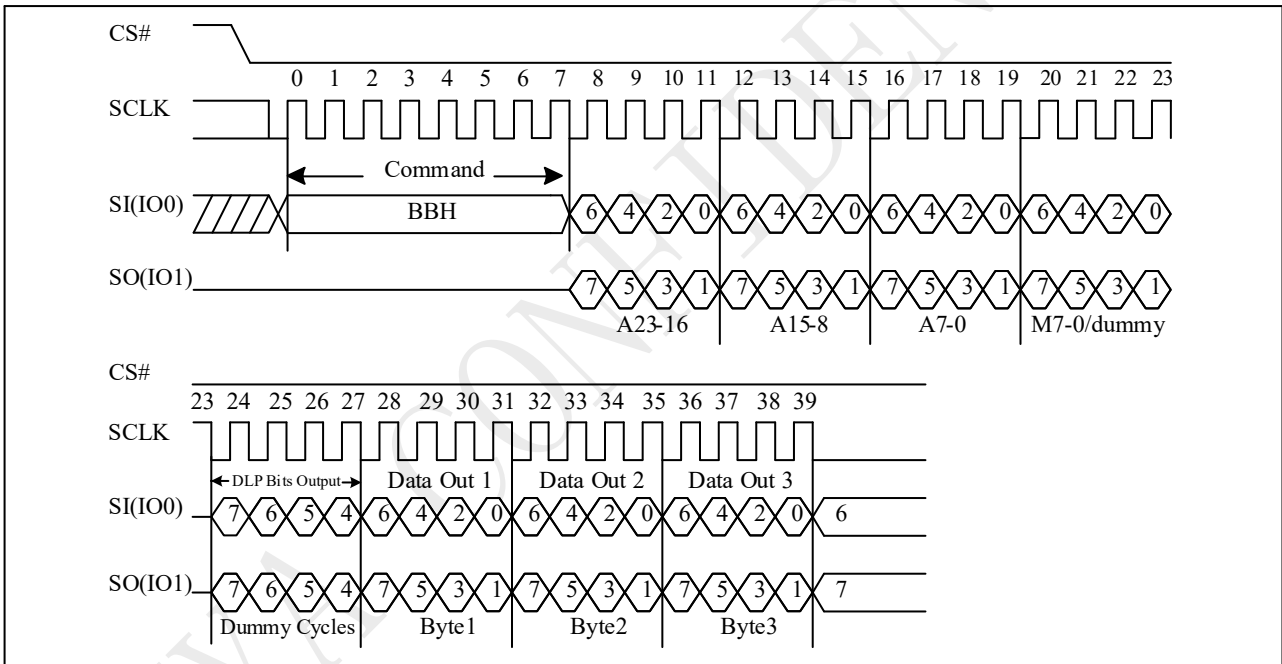 CS#
0 1 2 3 4 5 6 7 8 9 10 11 12 13 14 15 16 17 18 19 20 21 22 23
SCLK
Command
SI(IO0) BBH 6 4 2 0 6 4 2 0 6 4 2 0 6 4 2 0
SO(IO1) 7 5 3 1 7 5 3 1 7 5 3 1 7 5 3 1
A23-16 A15-8 A7-0 M7-0/dummy
CS#
23 24 25 26 27 28 29 30 31 32 33 34 35 36 37 38 39
SCLK
DLP Bits Output Data Out 1 Data Out 2 Data Out 3
SI(IO0) 7 6 5 4 6 4 2 0 6 4 2 0 6 4 2 0 6
SO(IO1) 7 6 5 4 7 5 3 1 7 5 3 1 7 5 3 1 7
Dummy Cycles Byte1 Byte2 Byte3